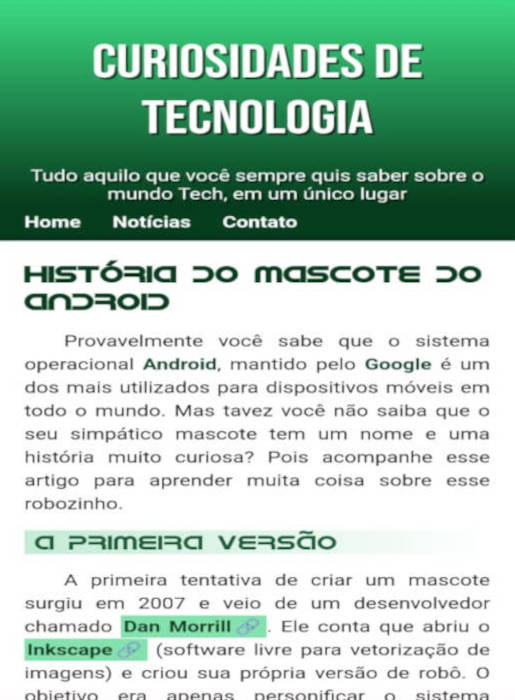 CURIOSIDADES DE
TECNOLOGIA
Tudo aquilo que você sempre quis saber sobre o
mundo Tech, em um único lugar
Home Notícias Contato
HISTÓRIA DO MASCOTE DO
ANDROID
Provavelmente você sabe que o sistema
operacional Android, mantido pelo Google é um
dos mais utilizados para dispositivos móveis em
todo o mundo. Mas tavez você não saiba que o
seu simpático mascote tem um nome e uma
história muito curiosa? Pois acompanhe esse
artigo para aprender muita coisa sobre esse
robozinho.
A PRIMEIRA VERSÃO
A primeira tentativa de criar um mascote
surgiu em 2007 e veio de um desenvolvedor
chamado Dan Morrill 🔗. Ele conta que abriu o
Inkscape 🔗 (software livre para vetorização de
imagens) e criou sua própria versão de robô. O
objetivo era apenas personificar o sistema